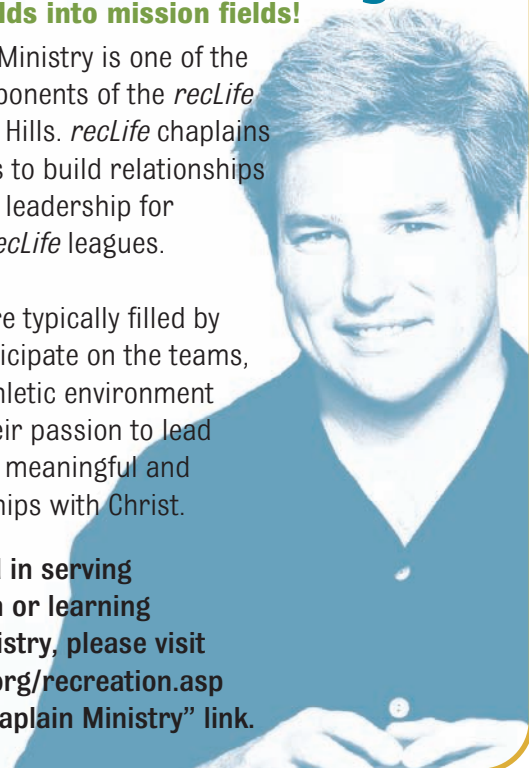 lds into mission fields!
Ministry is one of the
ponents of the recLife
Hills. recLife chaplains
s to build relationships
leadership for
ecLife leagues.
re typically filled by
icipate on the teams,
hletic environment
eir passion to lead
meaningful and
hips with Christ.
l in serving
n or learning
istry, please visit
org/recreation.asp
aplain Ministry” link.